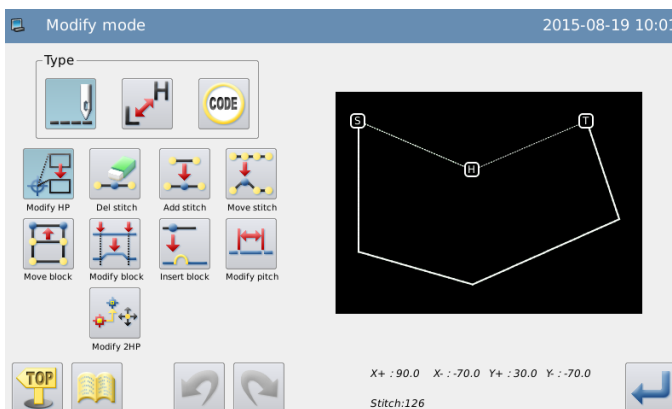 Modify mode
2015-08-19 10:01
Type
L H
CODE
Modify HP
Del stitch
Add stitch
Move stitch
Move block
Modify block
Insert block
Modify pitch
Modify 2HP
S
T
H
TOP
X+ : 90.0 X- : -70.0 Y+ : 30.0 Y- : -70.0
Stitch:126